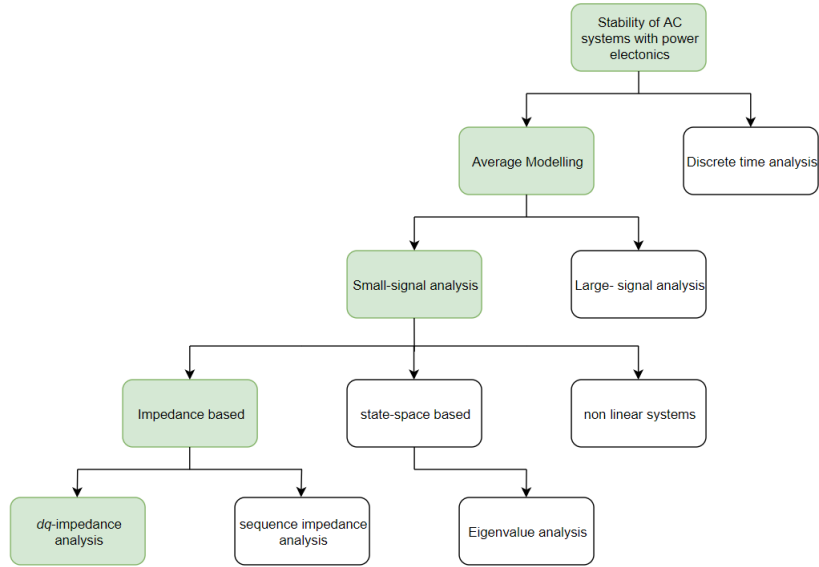 Stability of AC
systems with power
electonics
Average Modelling
Discrete time analysis
Small-signal analysis
Large- signal analysis
Impedance based
state-space based
non linear systems
dq-impedance
analysis
sequence impedance
analysis
Eigenvalue analysis